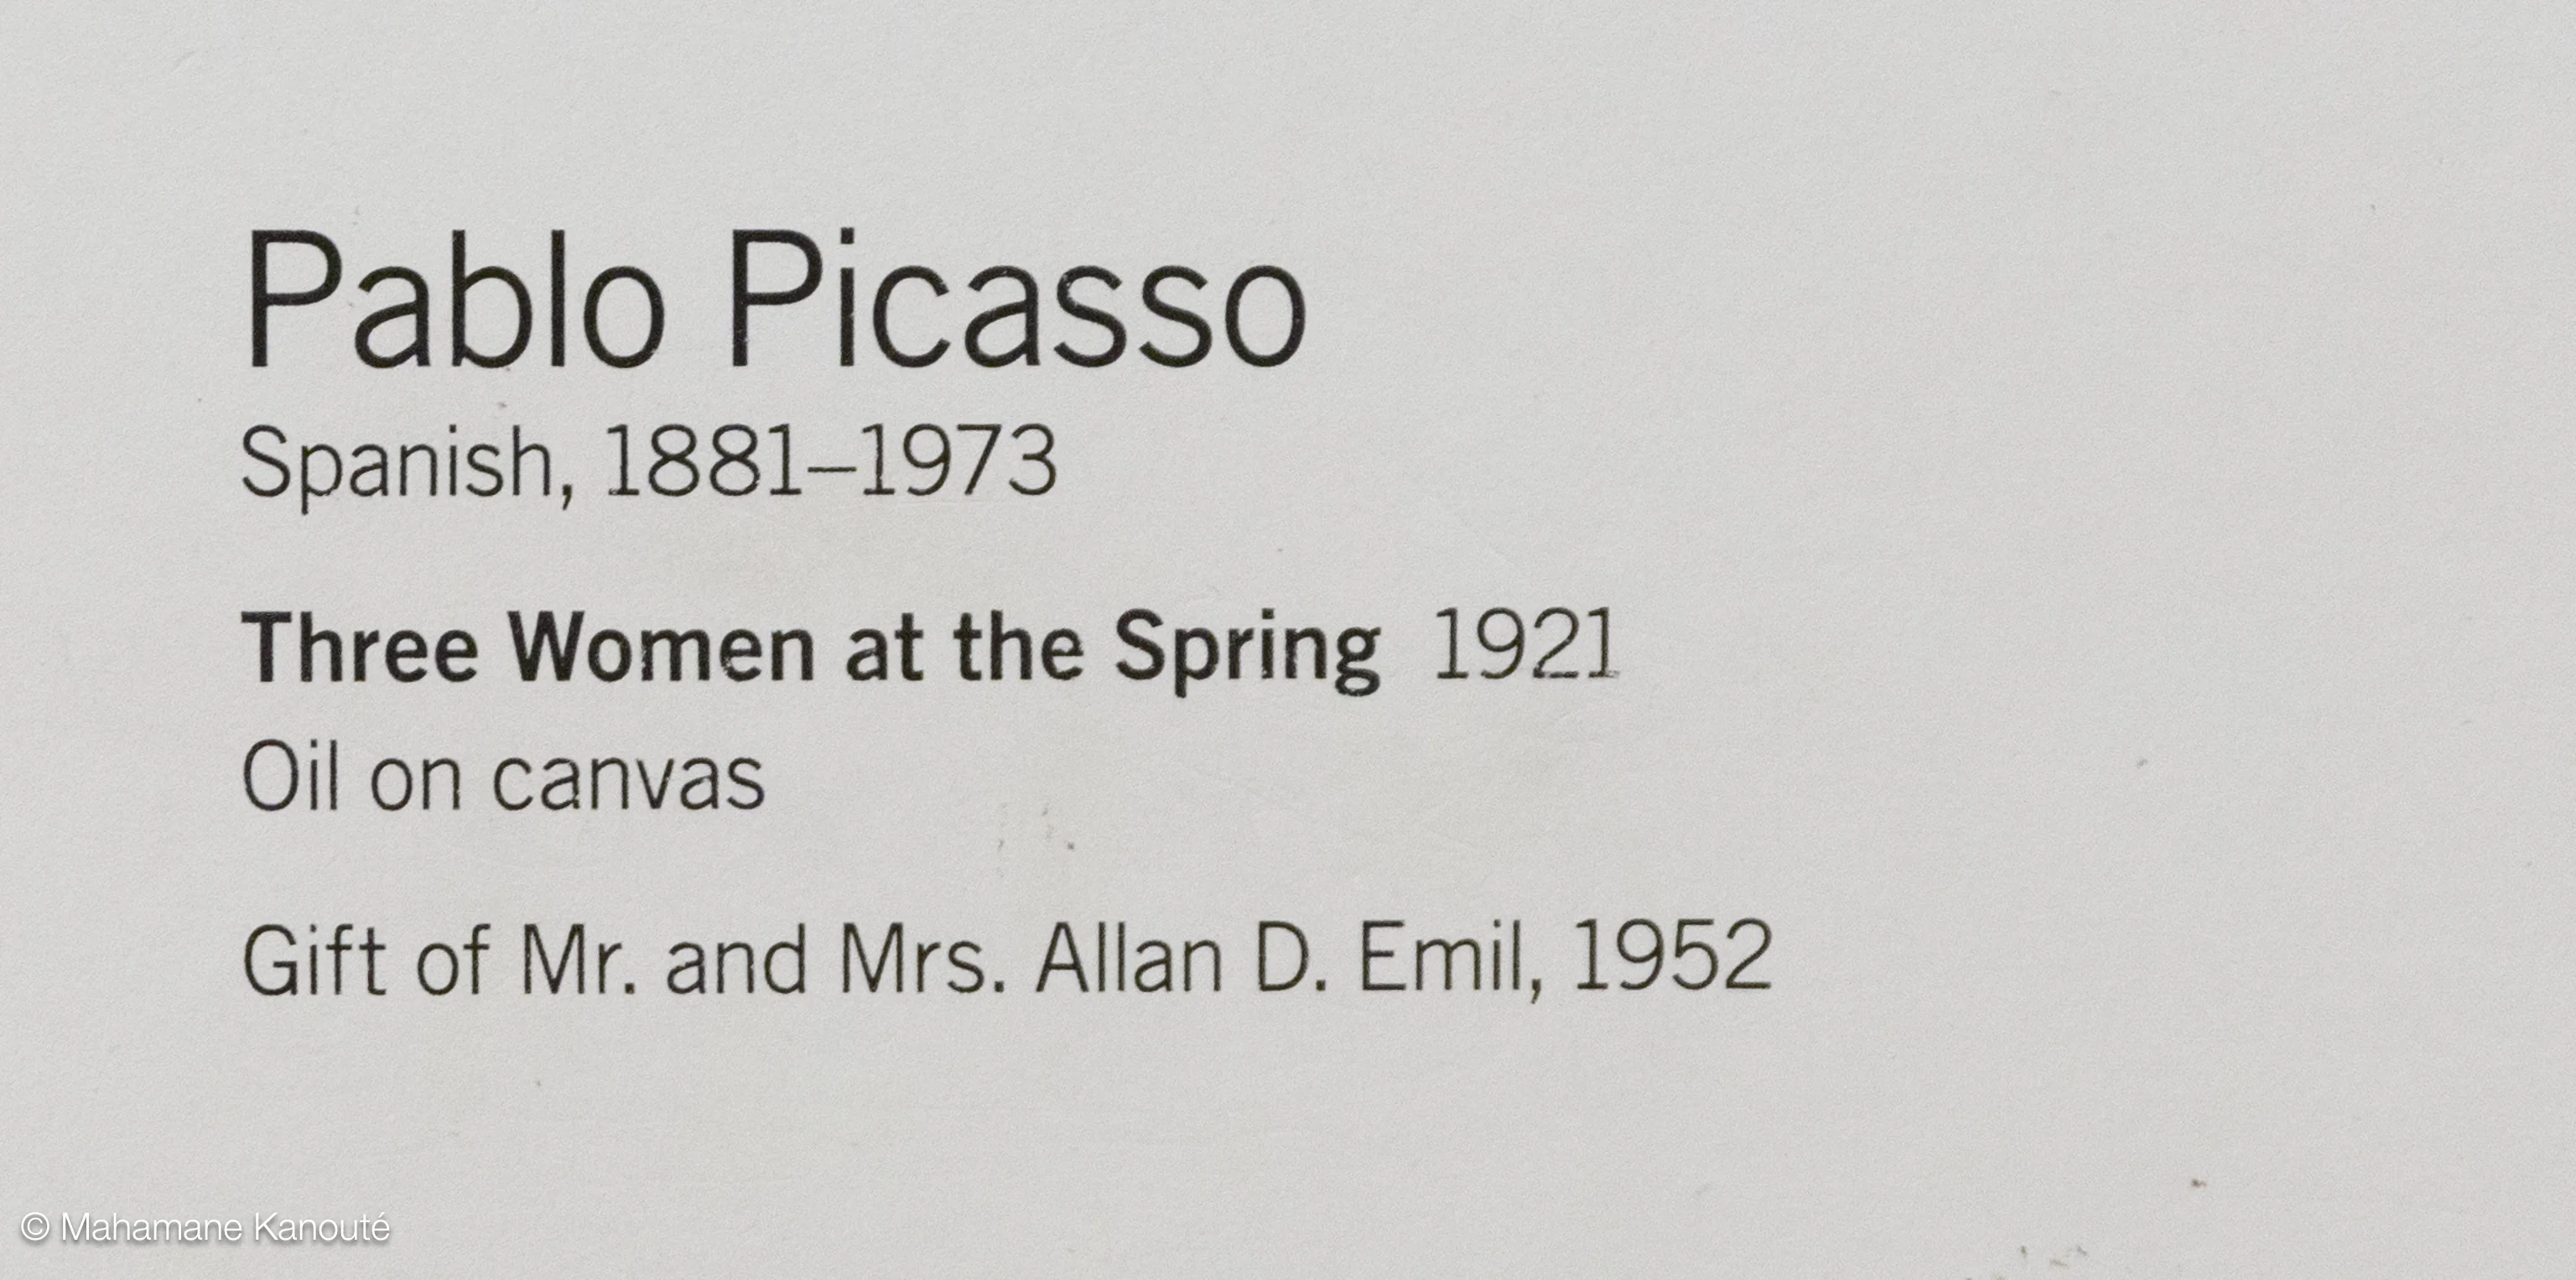 Pablo Picasso
Spanish, 1881–1973
Three Women at the Spring 1921
Oil on canvas
Gift of Mr. and Mrs. Allan D. Emil, 1952
© Mahamane Kanouté